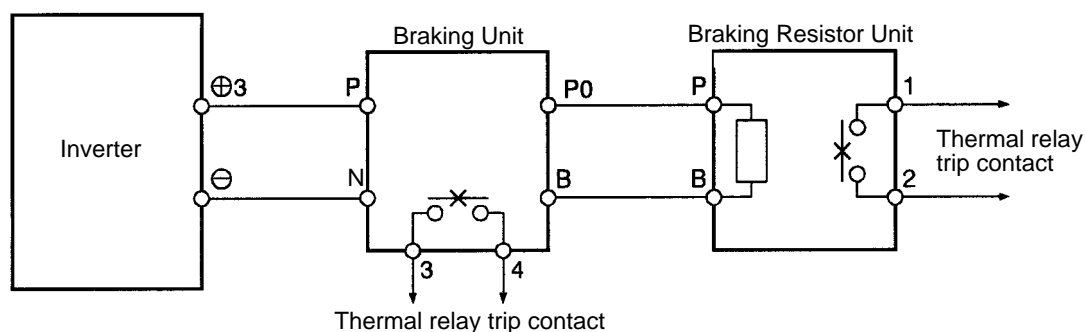 Braking Unit
Braking Resistor Unit
⊕3
P
P0
P
1
Inverter
Thermal relay
trip contact
⊖
N
B
B
2
3
4
Thermal relay trip contact